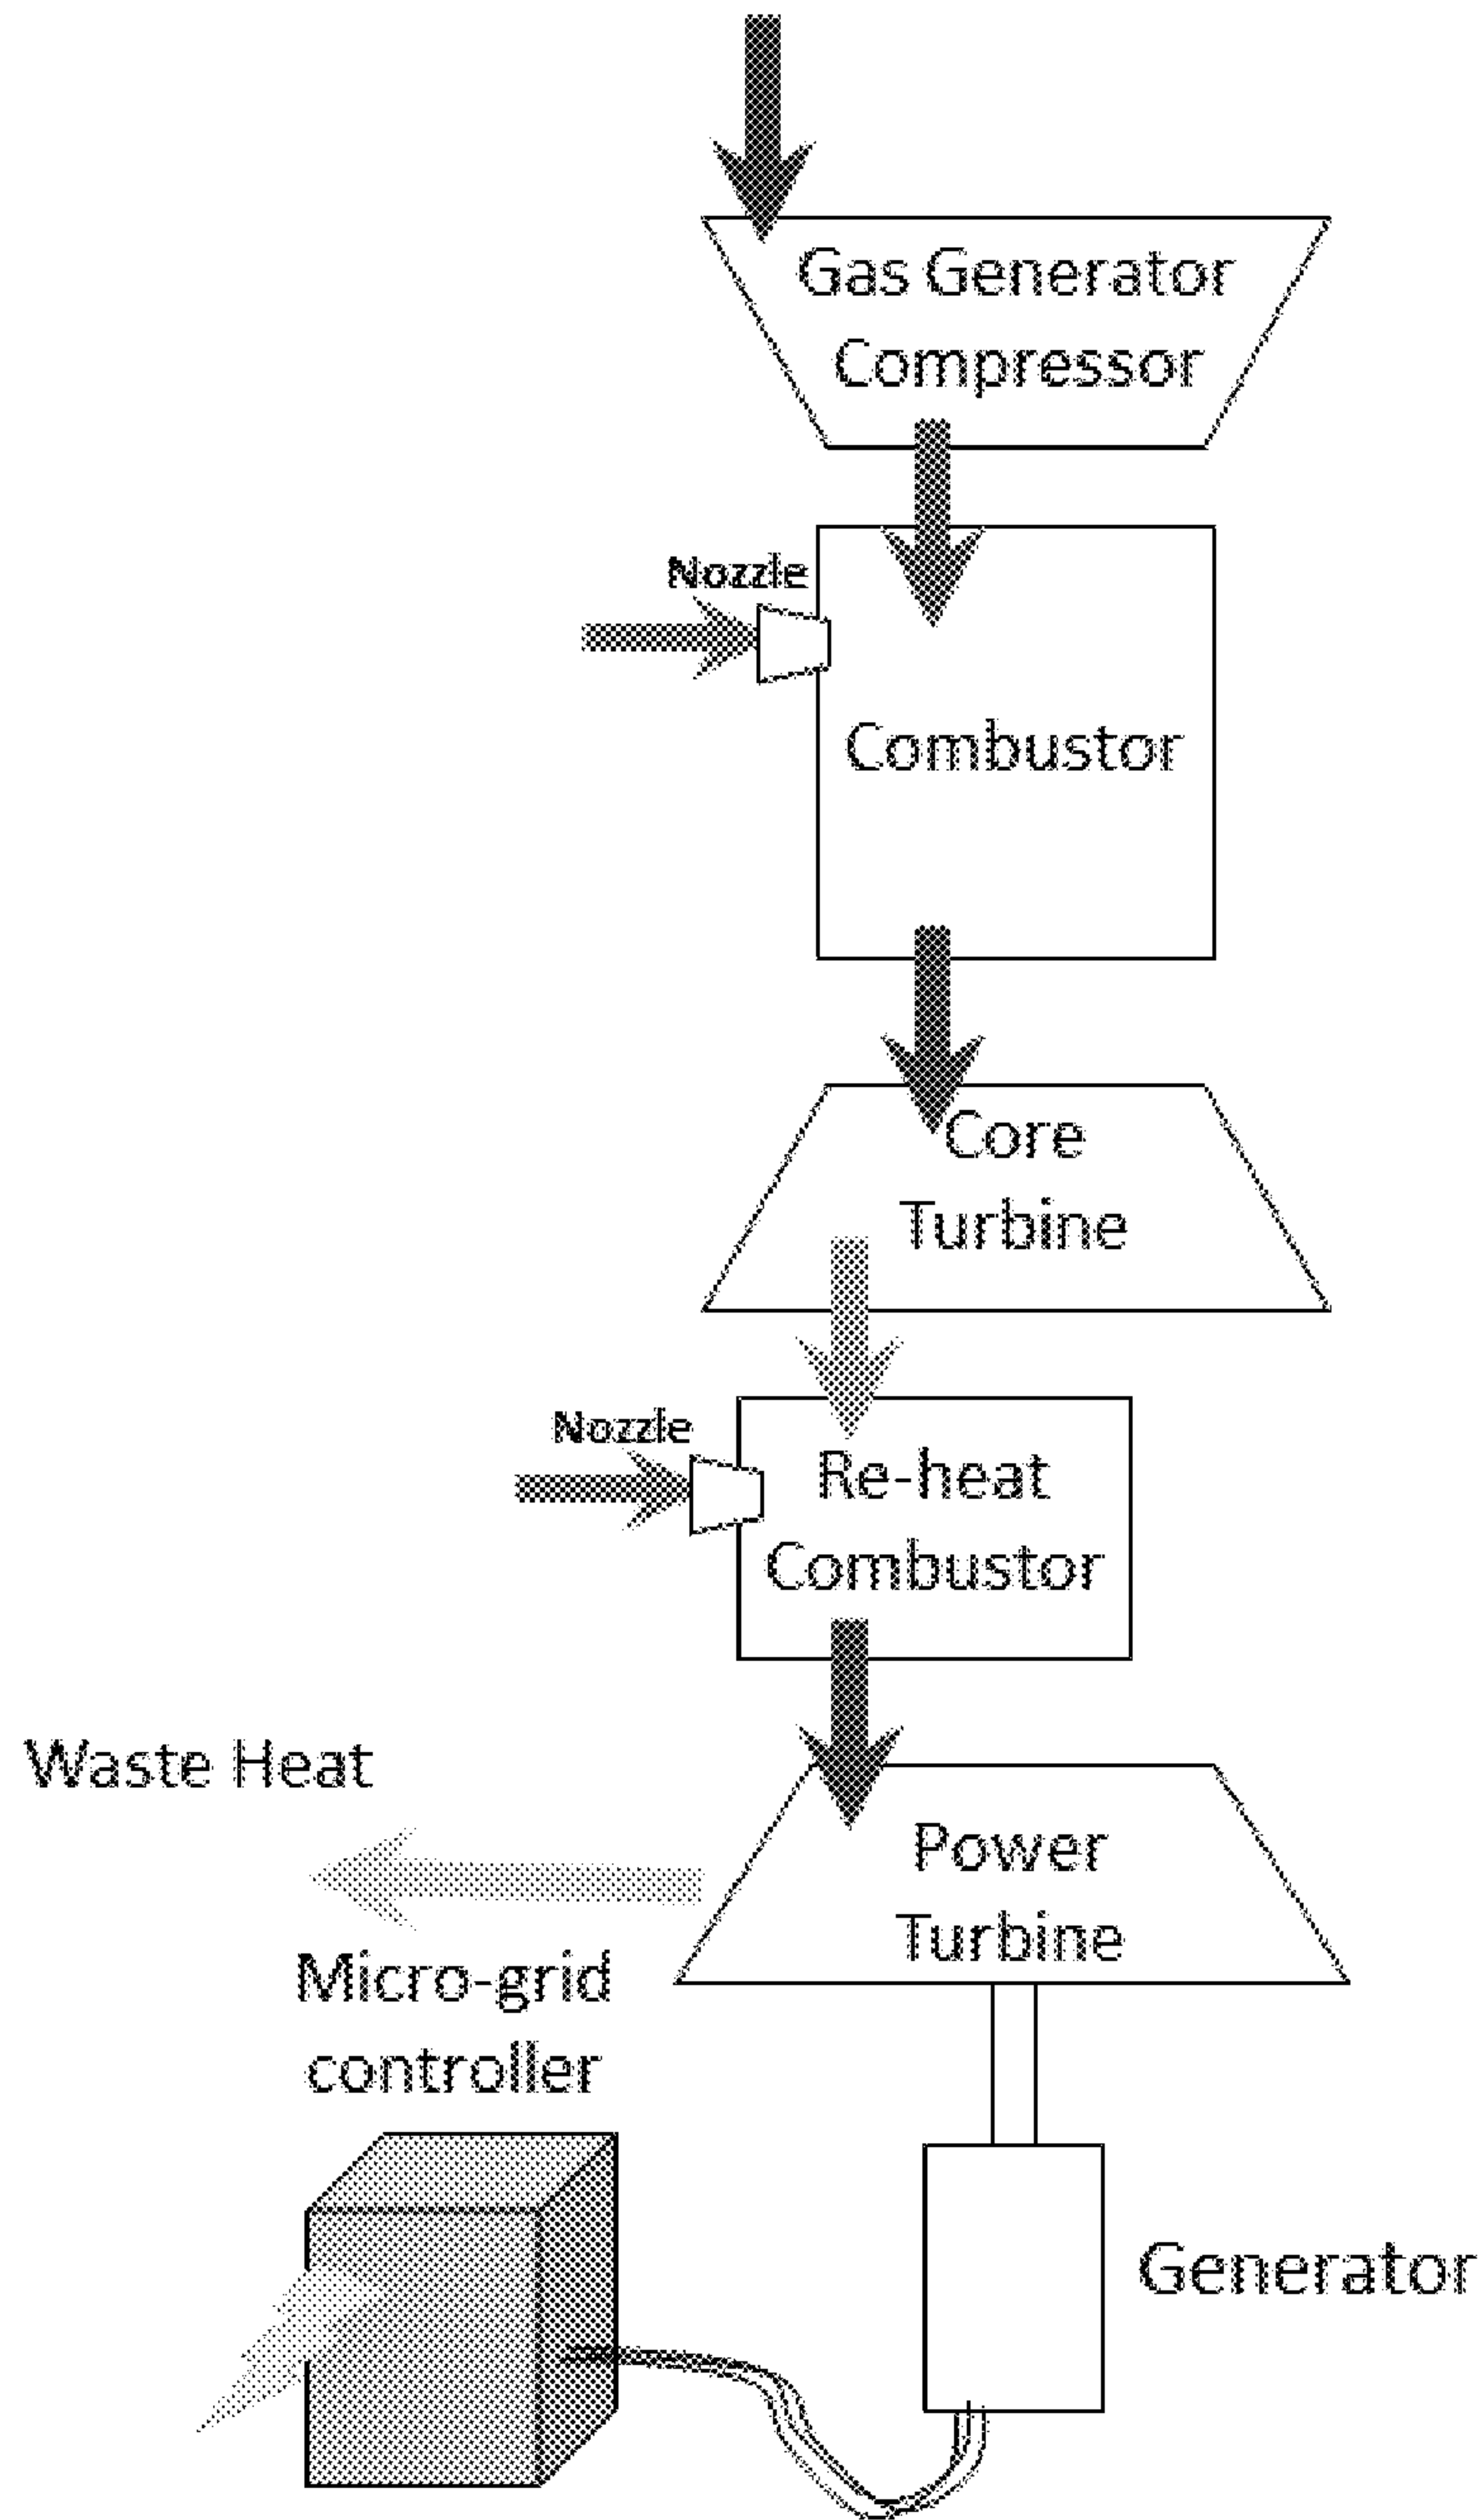 Gas Generator
Compressor
Nozzle
Combustor
Core
Turbine
Nozzle
Re-heat
Combustor
Waste Heat
Power
Turbine
Micro-grid
controller
Generator